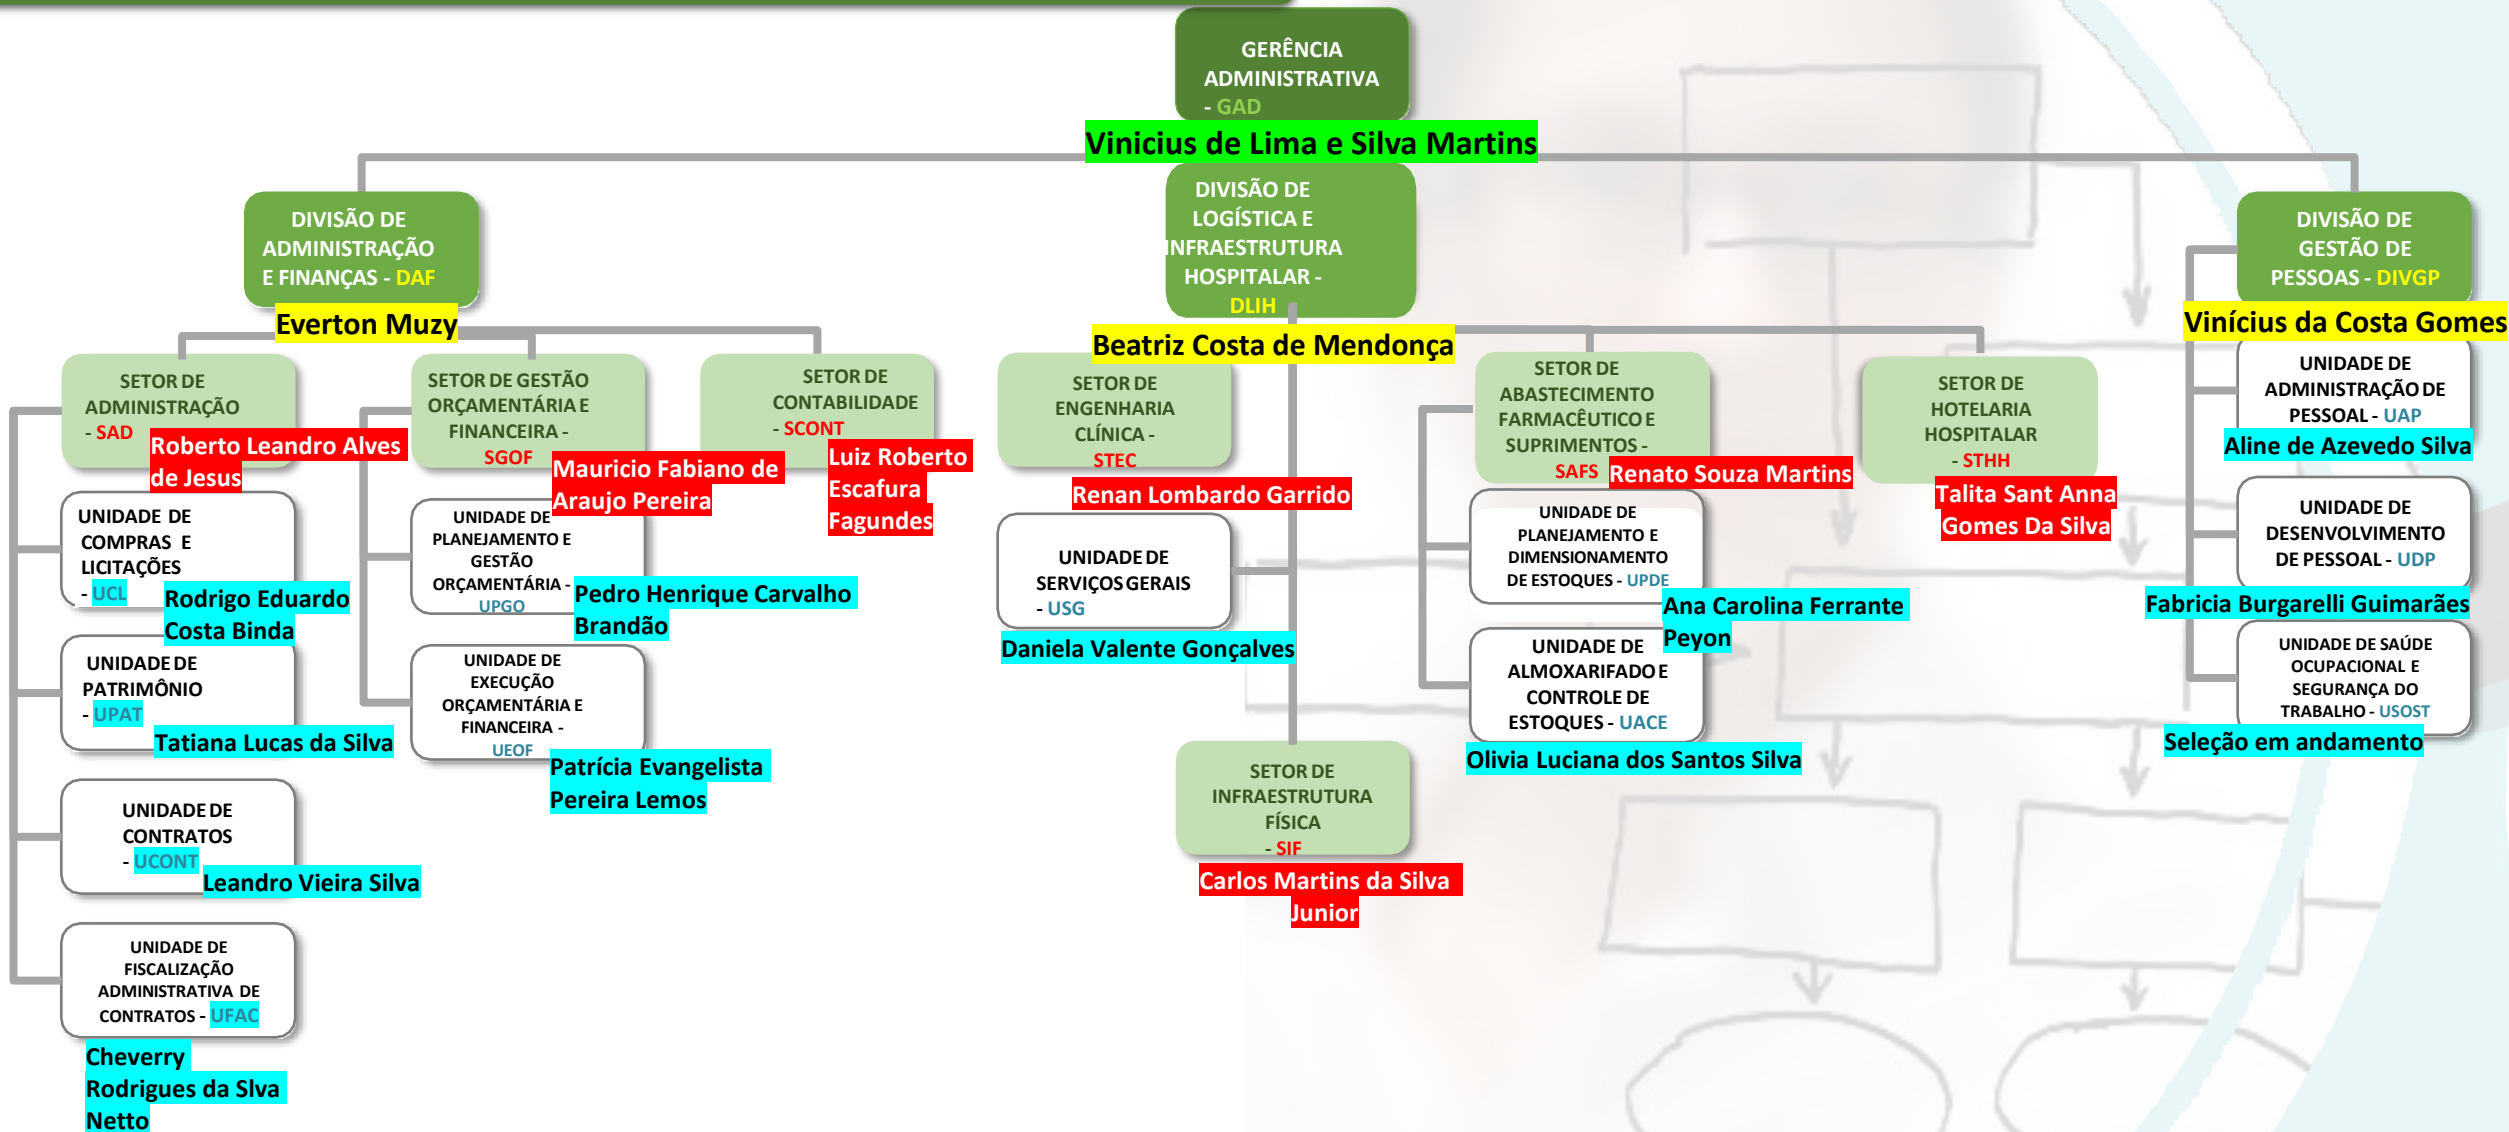 GERÊNCIA
ADMINISTRATIVA
- GAD
Vinicius de Lima e Silva Martins
DIVISÃO DE
ADMINISTRAÇÃO
E FINANÇAS - DAF
Everton Muzy
SETOR DE
ADMINISTRAÇÃO
- SAD
Roberto Leandro Alves
de Jesus
UNIDADE DE
COMPRAS E
LICITAÇÕES
- UCL
Rodrigo Eduardo
Costa Binda
UNIDADE DE
PATRIMÔNIO
- UPAT
Tatiana Lucas da Silva
UNIDADE DE
CONTRATOS
- UCONT
Leandro Vieira Silva
UNIDADE DE
FISCALIZAÇÃO
ADMINISTRATIVA DE
CONTRATOS - UFAC
Cheverry
Rodrigues da Slva
Netto
SETOR DE GESTÃO
ORÇAMENTÁRIA E
FINANCEIRA -
SGOF
Mauricio Fabiano de
Araujo Pereira
UNIDADE DE
PLANEJAMENTO E
GESTÃO
ORÇAMENTÁRIA -
UPGO
Pedro Henrique Carvalho
Brandão
UNIDADE DE
EXECUÇÃO
ORÇAMENTÁRIA E
FINANCEIRA -
UEOF
Patrícia Evangelista
Pereira Lemos
SETOR DE
CONTABILIDADE
- SCONT
Luiz Roberto
Escafura
Fagundes
DIVISÃO DE
LOGÍSTICA E
INFRAESTRUTURA
HOSPITALAR -
DLIH
Beatriz Costa de Mendonça
SETOR DE
ENGENHARIA
CLÍNICA -
STEC
Renan Lombardo Garrido
UNIDADE DE
SERVIÇOS GERAIS
- USG
Daniela Valente Gonçalves
SETOR DE
INFRAESTRUTURA
FÍSICA
- SIF
Carlos Martins da Silva
Junior
SETOR DE
ABASTECIMENTO
FARMACÊUTICO E
SUPRIMENTOS -
SAFS
Renato Souza Martins
UNIDADE DE
PLANEJAMENTO E
DIMENSIONAMENTO
DE ESTOQUES - UPDE
Ana Carolina Ferrante
Peyon
UNIDADE DE
ALMOXARIFADO E
CONTROLE DE
ESTOQUES - UACE
Olivia Luciana dos Santos Silva
SETOR DE
HOTELARIA
HOSPITALAR
- STHH
Talita Sant Anna
Gomes Da Silva
DIVISÃO DE
GESTÃO DE
PESSOAS - DIVGP
Vinícius da Costa Gomes
UNIDADE DE
ADMINISTRAÇÃO DE
PESSOAL - UAP
Aline de Azevedo Silva
UNIDADE DE
DESENVOLVIMENTO
DE PESSOAL - UDP
Fabricia Burgarelli Guimarães
UNIDADE DE SAÚDE
OCUPACIONAL E
SEGURANÇA DO
TRABALHO - USOST
Seleção em andamento